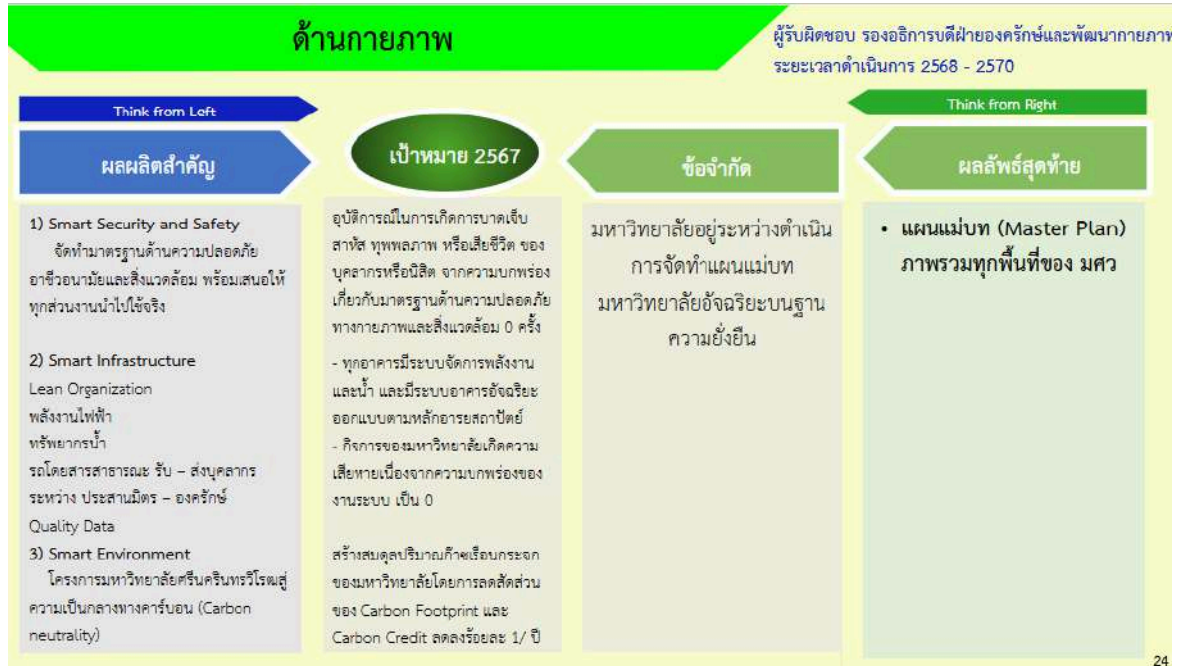 ด้านกายภาพ
ผู้รับผิดชอบ รองอธิการบดีฝ่ายองครักษ์และพัฒนากายภาพ
ระยะเวลาดำเนินการ 2568 - 2570
Think from Left
Think from Right
ผลผลิตสำคัญ
เป้าหมาย 2567
ข้อจำกัด
ผลลัพธ์สุดท้าย
1) Smart Security and Safety
จัดทำมาตรฐานด้านความปลอดภัย
อาชีวอนามัยและสิ่งแวดล้อม พร้อมเสนอให้
ทุกส่วนงานนำไปใช้จริง
2) Smart Infrastructure
Lean Organization
พลังงานไฟฟ้า
ทรัพยากรน้ำ
รถโดยสารสาธารณะ รับ – ส่งบุคลากร
ระหว่าง ประสานมิตร – องครักษ์
Quality Data
3) Smart Environment
โครงการมหาวิทยาลัยศรีนครินทรวิโรฒสู่
ความเป็นกลางทางคาร์บอน (Carbon
neutrality)
อุบัติการณ์ในการเกิดการบาดเจ็บ
สาหัส ทุพพลภาพ หรือเสียชีวิต ของ
บุคลากรหรือนิสิต จากความบกพร่อง
เกี่ยวกับมาตรฐานด้านความปลอดภัย
ทางกายภาพและสิ่งแวดล้อม 0 ครั้ง
- ทุกอาคารมีระบบจัดการพลังงาน
และน้ำ และมีระบบอาคารอัจฉริยะ
ออกแบบตามหลักอารยสถาปัตย์
- กิจการของมหาวิทยาลัยเกิดความ
เสียหายเนื่องจากความบกพร่องของ
งานระบบ เป็น 0
สร้างสมดุลปริมาณก๊าซเรือนกระจก
ของมหาวิทยาลัยโดยการลดสัดส่วน
ของ Carbon Footprint และ
Carbon Credit ลดลงร้อยละ 1/ ปี
มหาวิทยาลัยอยู่ระหว่างดำเนิน
การจัดทำแผนแม่บท
มหาวิทยาลัยอัจฉริยะบนฐาน
ความยั่งยืน
• แผนแม่บท (Master Plan)
ภาพรวมทุกพื้นที่ของ มศว
24